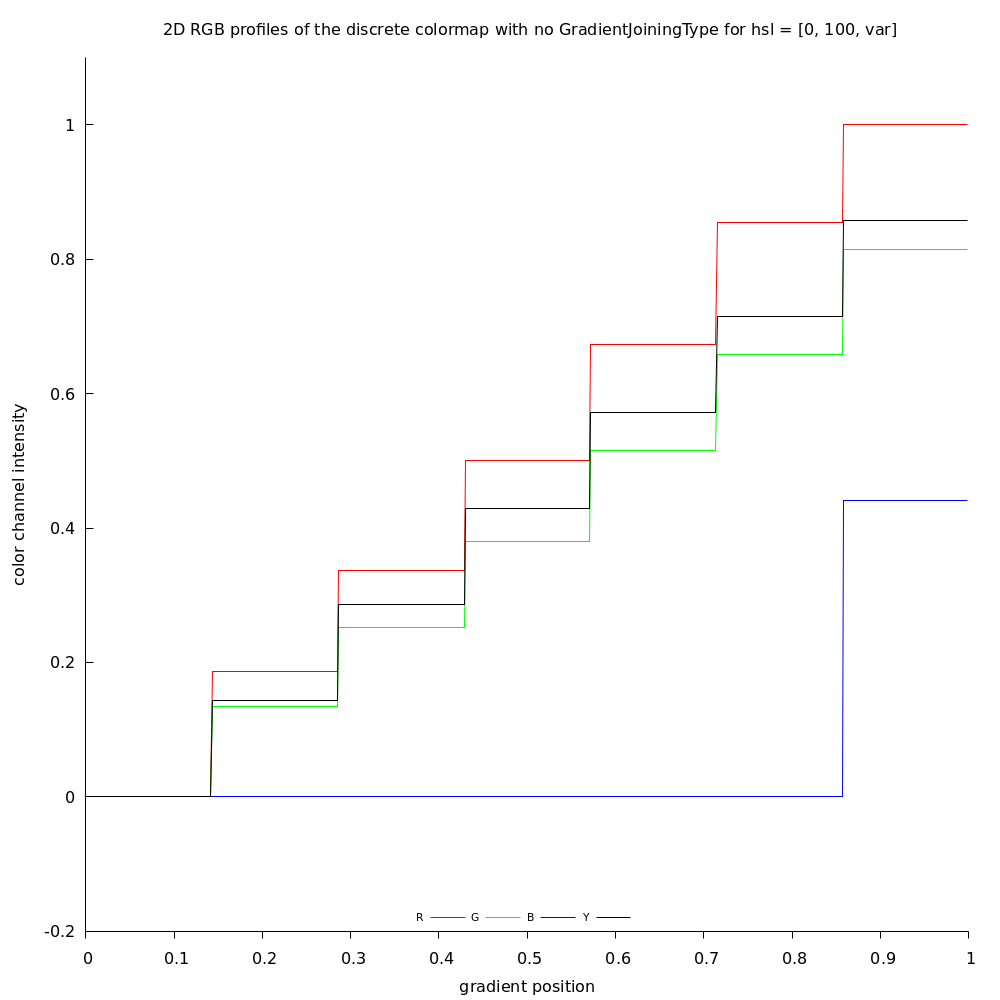 2D RGB profiles of the discrete colormap with no GradientJoiningType for hsl = [0, 100, var]
1
0.8
0.6
0.4
0.2
0
-0.2
color channel intensity
R G B Y
0 0.1 0.2 0.3 0.4 0.5 0.6 0.7 0.8 0.9 1
gradient position